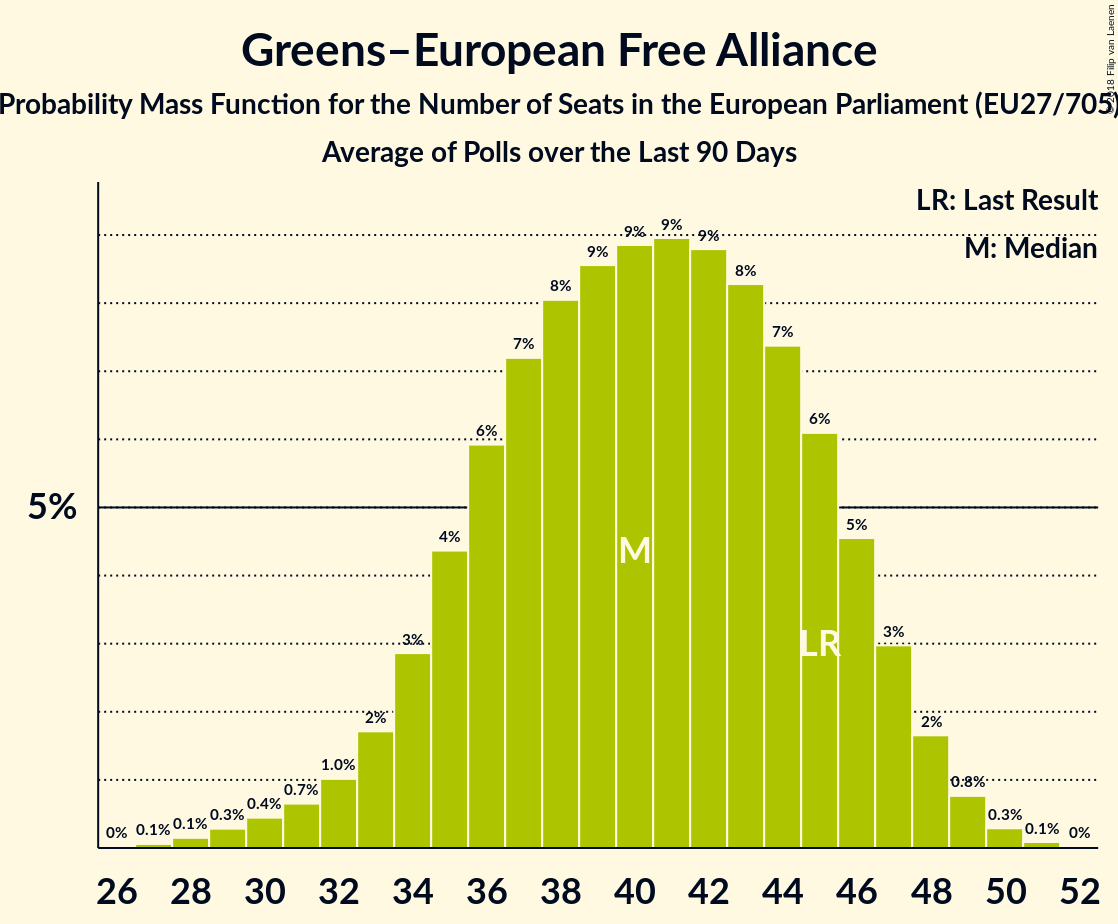 Greens–European Free Alliance
Probability Mass Function for the Number of Seats in the European Parliament (EU27/705)
Average of Polls over the Last 90 Days
LR: Last Result
M: Median
5%
0% 0.1% 0.1% 0.3% 0.4% 0.7% 1.0% 2% 3% 4% 6% 7% 8% 9% 9% 9% 9% 8% 7% 6% 5% 3% 2% 0.8% 0.3% 0.1% 0%
M
LR
26 28 30 32 34 36 38 40 42 44 46 48 50 52
© 2018 Filip van Laenen